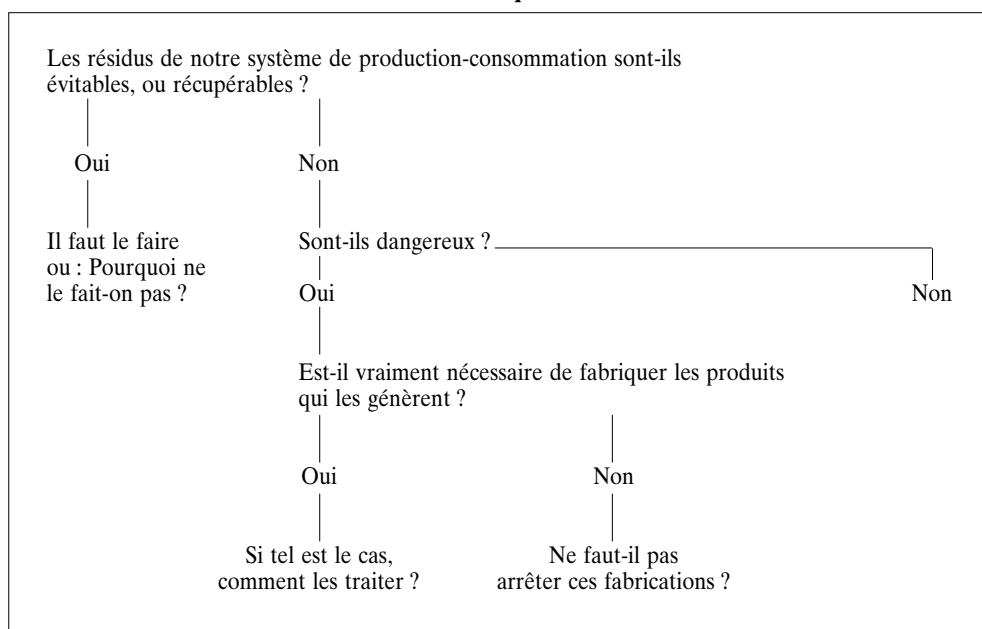 Les résidus de notre système de production-consommation sont-ils
évitables, ou récupérables ?
Oui
Non
Il faut le faire
ou : Pourquoi ne
le fait-on pas ?
Sont-ils dangereux ?
Oui
Non
Est-il vraiment nécessaire de fabriquer les produits
qui les génèrent ?
Oui
Non
Si tel est le cas,
comment les traiter ?
Ne faut-il pas
arrêter ces fabrications ?